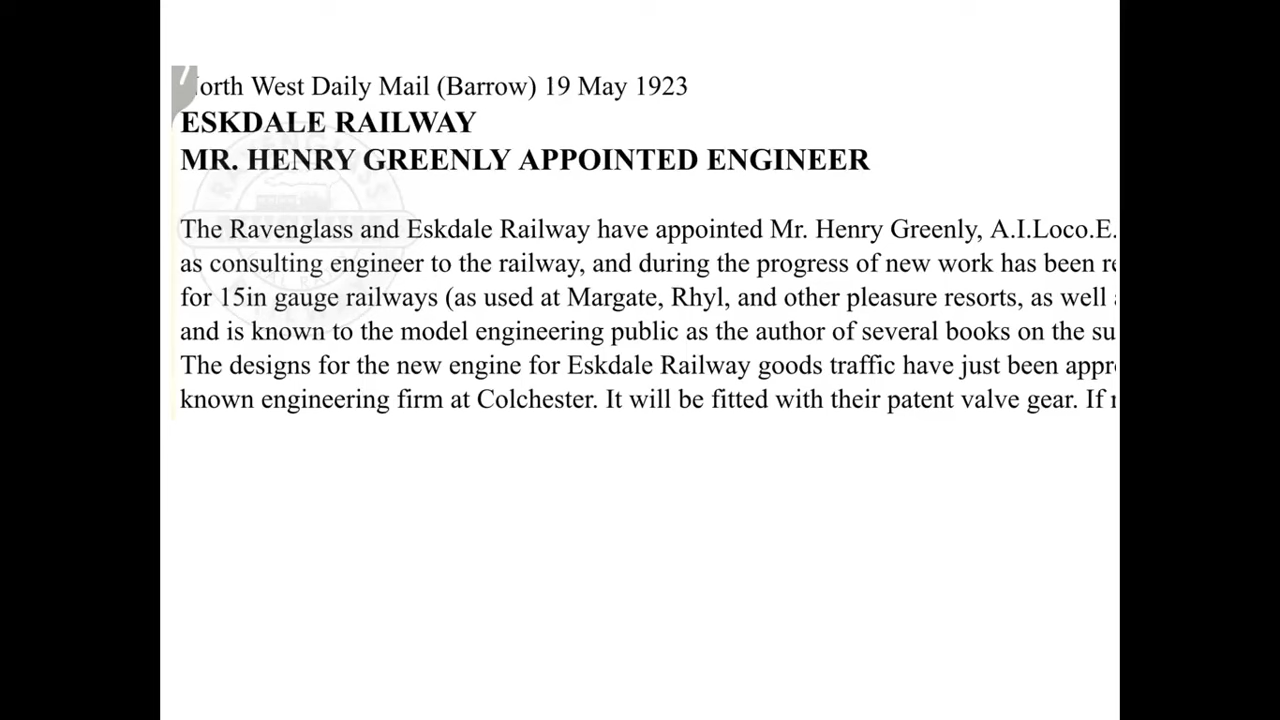 orth West Daily Mail (Barrow) 19 May 1923
ESKDALE RAILWAY
MR. HENRY GREENLY APPOINTED ENGINEER
The Ravenglass and Eskdale Railway have appointed Mr. Henry Greenly, A.I.Loco.E.
as consulting engineer to the railway, and during the progress of new work has been
for 15in gauge railways (as used at Margate, Rhyl, and other pleasure resorts, as well
and is known to the model engineering public as the author of several books on the su
The designs for the new engine for Eskdale Railway goods traffic have just been appr
known engineering firm at Colchester. It will be fitted with their patent valve gear. If